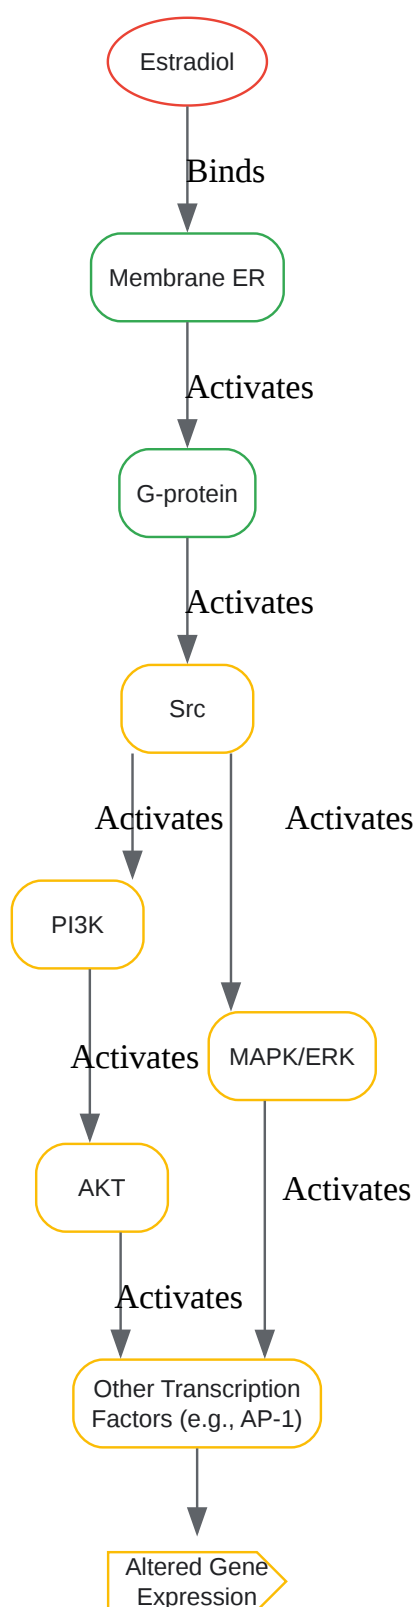 Estradiol
Binds
Membrane ER
Activates
G-protein
Activates
Src
Activates
Activates
PI3K
MAPK/ERK
Activates
AKT
Activates
Activates
Other Transcription
Factors (e.g., AP-1)
Altered Gene
Expression